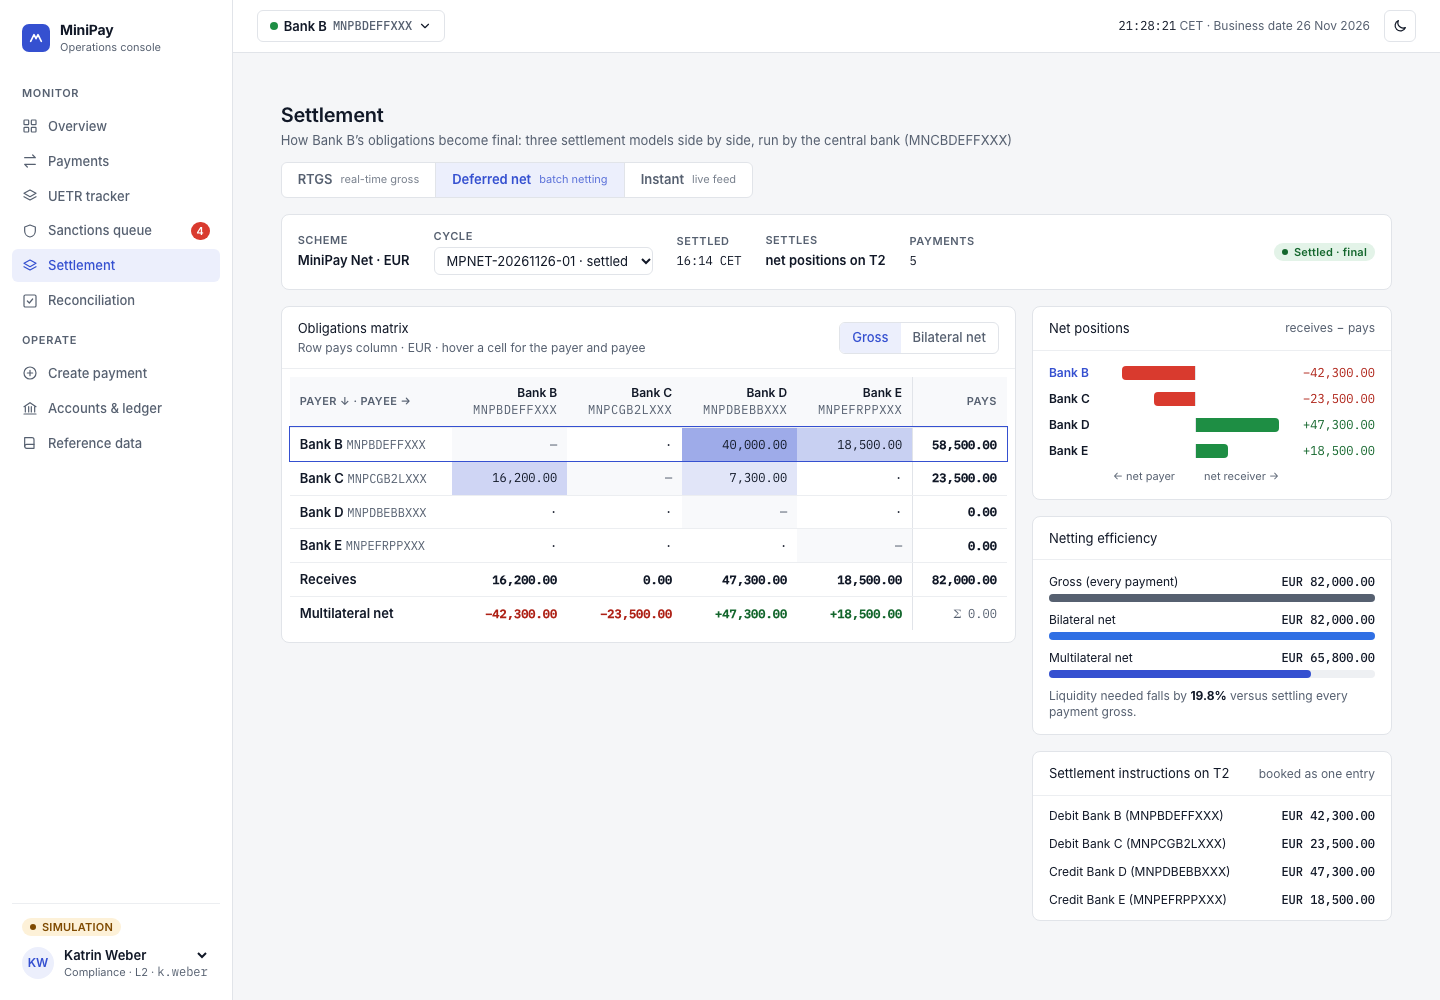 MiniPay
Operations console
MONITOR
Overview
Payments
UETR tracker
Sanctions queue 4
Settlement
Reconciliation
OPERATE
Create payment
Accounts & ledger
Reference data
SIMULATION
KW
Katrin Weber
Compliance · L2 · k.weber
Bank B MNPBDEFFXXX
21:28:21 CET · Business date 26 Nov 2026
Settlement
How Bank B’s obligations become final: three settlement models side by side, run by the central bank (MNCBDEFFXXX)
RTGS real-time gross Deferred net batch netting Instant live feed
SCHEME
MiniPay Net · EUR
CYCLE
MPNET-20261126-01 · settled
SETTLED
16:14 CET
SETTLES
net positions on T2
PAYMENTS
5
Settled · final
Obligations matrix
Row pays column · EUR · hover a cell for the payer and payee
Gross Bilateral net
PAYER ↓ · PAYEE → Bank B MNPBDEFFXXX Bank C MNPCGB2LXXX Bank D MNPDBEBBXXX Bank E MNPEFRPPXXX PAYS
Bank B MNPBDEFFXXX – · 40,000.00 18,500.00 58,500.00
Bank C MNPCGB2LXXX 16,200.00 – 7,300.00 · 23,500.00
Bank D MNPDBEBBXXX · · – · 0.00
Bank E MNPEFRPPXXX · · · – 0.00
Receives 16,200.00 0.00 47,300.00 18,500.00 82,000.00
Multilateral net −42,300.00 −23,500.00 +47,300.00 +18,500.00 Σ 0.00
Net positions receives − pays
Bank B −42,300.00
Bank C −23,500.00
Bank D +47,300.00
Bank E +18,500.00
← net payer net receiver →
Netting efficiency
Gross (every payment) EUR 82,000.00
Bilateral net EUR 82,000.00
Multilateral net EUR 65,800.00
Liquidity needed falls by 19.8% versus settling every
payment gross.
Settlement instructions on T2 booked as one entry
Debit Bank B (MNPBDEFFXXX) EUR 42,300.00
Debit Bank C (MNPCGB2LXXX) EUR 23,500.00
Credit Bank D (MNPDBEBBXXX) EUR 47,300.00
Credit Bank E (MNPEFRPPXXX) EUR 18,500.00